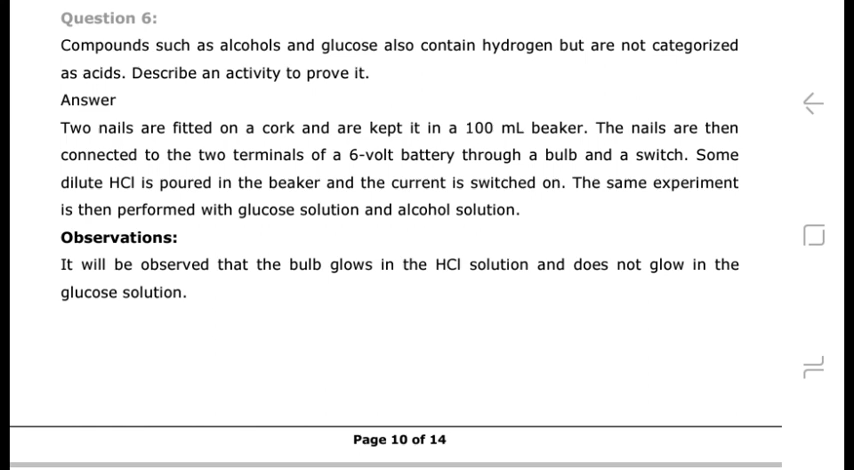 Question 6:
Compounds such as alcohols and glucose also contain hydrogen but are not categorized
as acids. Describe an activity to prove it.
Answer
Two nails are fitted on a cork and are kept it in a 100 mL beaker. The nails are then
connected to the two terminals of a 6-volt battery through a bulb and a switch. Some
dilute HCl is poured in the beaker and the current is switched on. The same experiment
is then performed with glucose solution and alcohol solution.
Observations:
It will be observed that the bulb glows in the HCl solution and does not glow in the
glucose solution.
Page 10 of 14